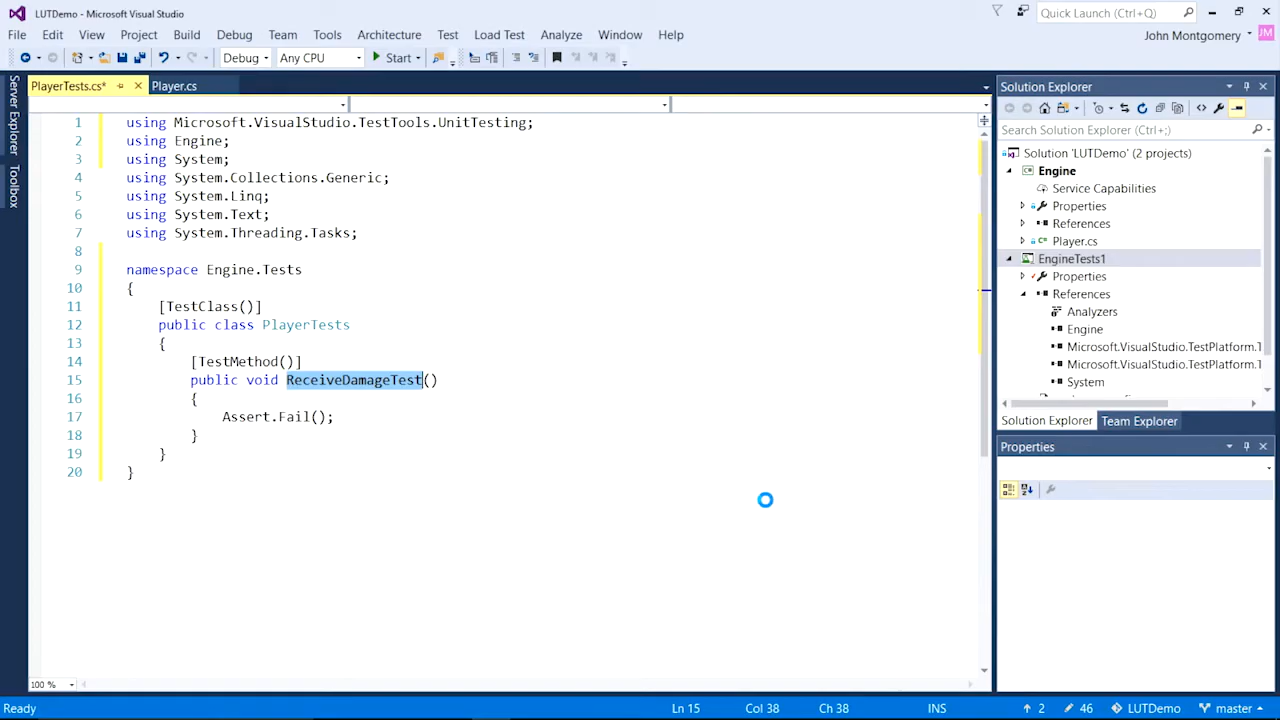 LUTDemo - Microsoft Visual Studio
Quick Launch (Ctrl+Q)
File Edit View Project Build Debug Team Tools Architecture Test Load Test Analyze Window Help
John Montgomery JM
Debug Any CPU Start
PlayerTests.cs* Player.cs
Server Explorer
Toolbox
1 using Microsoft.VisualStudio.TestTools.UnitTesting;
2 using Engine;
3 using System;
4 using System.Collections.Generic;
5 using System.Linq;
6 using System.Text;
7 using System.Threading.Tasks;
8
9 namespace Engine.Tests
10 {
11 [TestClass()]
12 public class PlayerTests
13 {
14 [TestMethod()]
15 public void ReceiveDamageTest()
16 {
17 Assert.Fail();
18 }
19 }
20 }
100 %
Solution Explorer
Search Solution Explorer (Ctrl+;)
Solution 'LUTDemo' (2 projects)
Engine
Service Capabilities
Properties
References
Player.cs
EngineTests1
Properties
References
Analyzers
Engine
Microsoft.VisualStudio.TestPlatform.T
Microsoft.VisualStudio.TestPlatform.T
System
Solution Explorer Team Explorer
Properties
Ready Ln 15 Col 38 Ch 38 INS 2 46 LUTDemo master